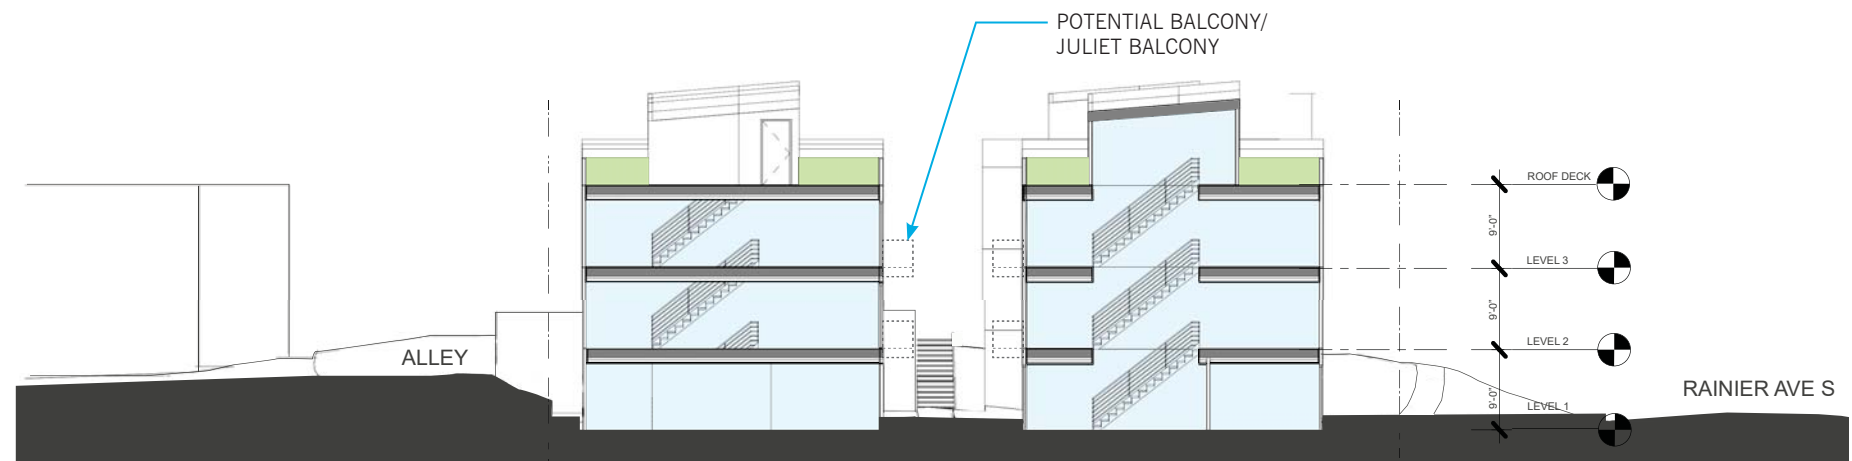 POTENTIAL BALCONY/
JULIET BALCONY
ROOF DECK
9'-0"
LEVEL 3
9'-0"
LEVEL 2
ALLEY
9'-0"
RAINIER AVE S
LEVEL 1